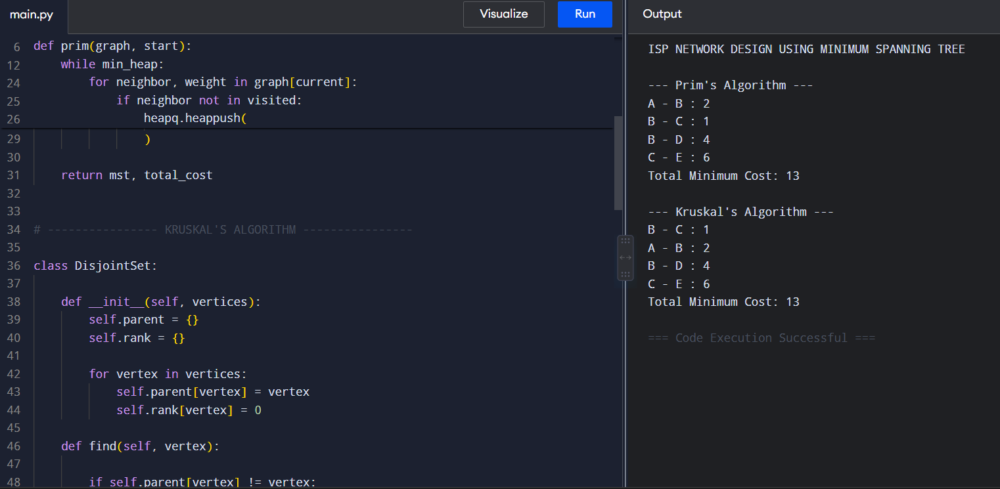 main.py
Visualize
Run
6 def prim(graph, start):
12 while min_heap:
24 for neighbor, weight in graph[current]:
25 if neighbor not in visited:
26 heapq.heappush(
29 )
30
31 return mst, total_cost
32
33
34 # ---------------- KRUSKAL'S ALGORITHM ----------------
35
36 class DisjointSet:
37
38 def __init__(self, vertices):
39 self.parent = {}
40 self.rank = {}
41
42 for vertex in vertices:
43 self.parent[vertex] = vertex
44 self.rank[vertex] = 0
45
46 def find(self, vertex):
47
48 if self.parent[vertex] != vertex:
Output
ISP NETWORK DESIGN USING MINIMUM SPANNING TREE
--- Prim's Algorithm ---
A - B : 2
B - C : 1
B - D : 4
C - E : 6
Total Minimum Cost: 13
--- Kruskal's Algorithm ---
B - C : 1
A - B : 2
B - D : 4
C - E : 6
Total Minimum Cost: 13
=== Code Execution Successful ===